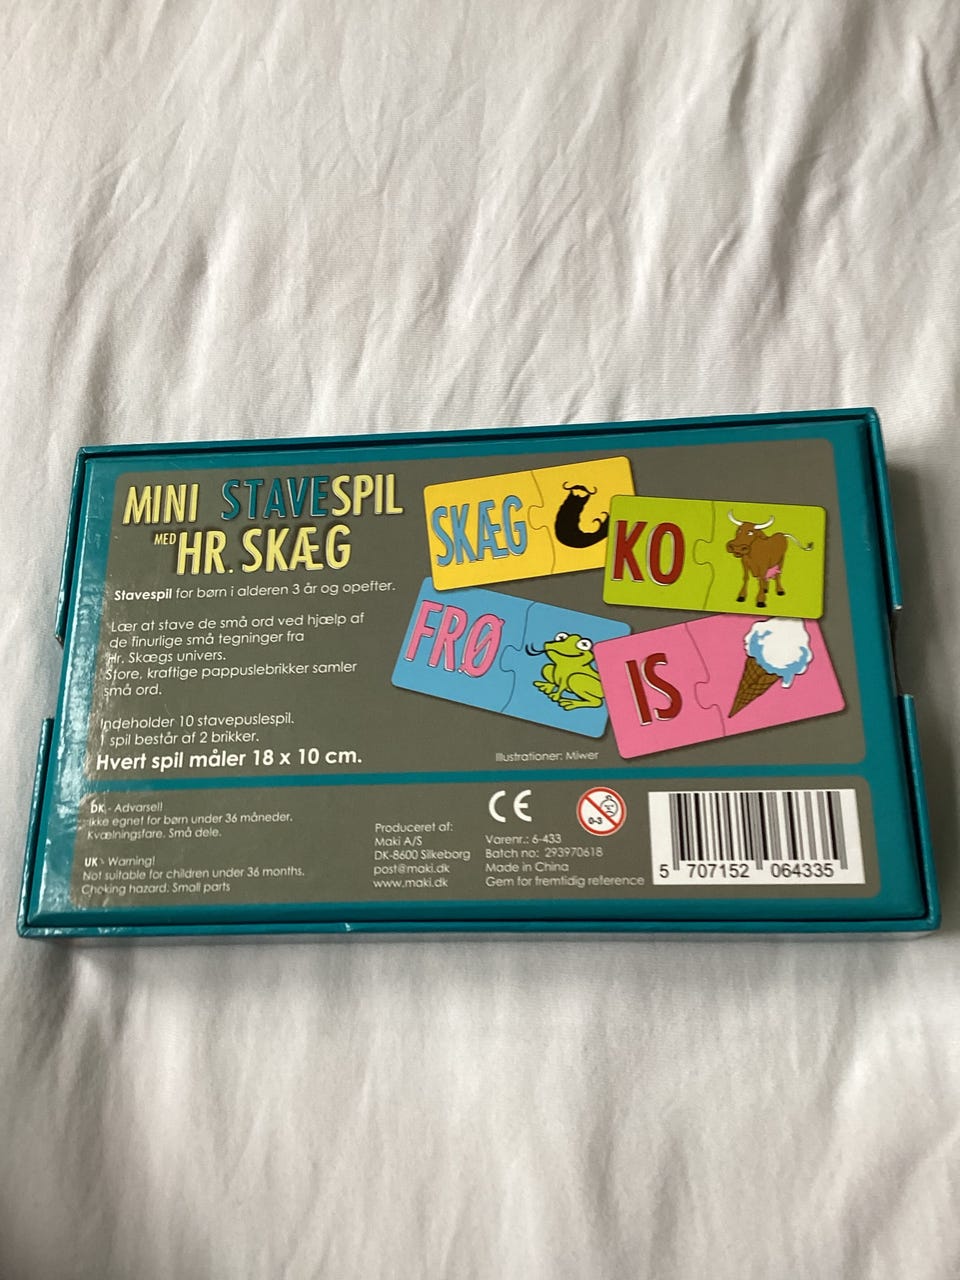 MINI STAVESPIL
MED HR. SKÆG
Stavespil for børn i alderen 3 år og opefter.
Lær at stave de små ord ved hjælp af
de finurlige små tegninger fra
Hr. Skægs univers.
Store, kraftige pappuslebrikker samler
små ord.
Indeholder 10 stavepuslespil.
1 spil består af 2 brikker.
Hvert spil måler 18 x 10 cm.
SKÆG
KO
FRØ
IS
Illustrationer: Miwer
DK - Advarsel!
Ikke egnet for børn under 36 måneder.
Kvælningsfare. Små dele.
UK - Warning!
Not suitable for children under 36 months.
Choking hazard. Small parts
Produceret af:
Maki A/S
DK-8600 Silkeborg
post@maki.dk
www.maki.dk
CE
0-3
Varenr.: 6-433
Batch no: 293970618
Made in China
Gem for fremtidig reference
5 707152 064335